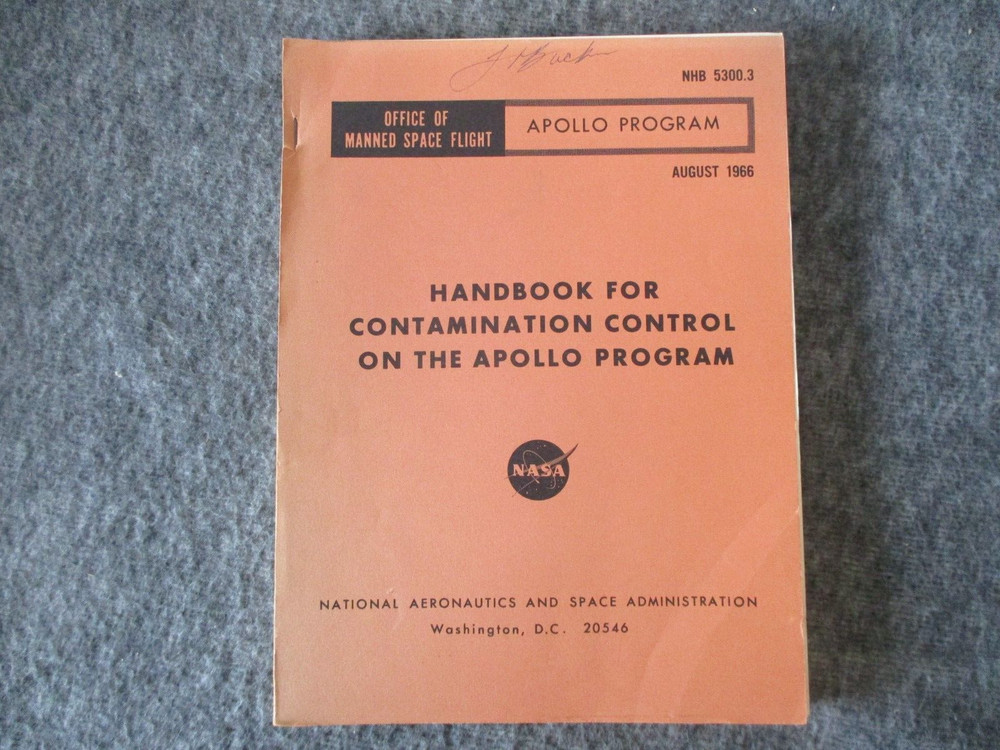 NHB 5300.3
OFFICE OF
MANNED SPACE FLIGHT
APOLLO PROGRAM
AUGUST 1966
HANDBOOK FOR
CONTAMINATION CONTROL
ON THE APOLLO PROGRAM
NASA
NATIONAL AERONAUTICS AND SPACE ADMINISTRATION
Washington, D.C. 20546